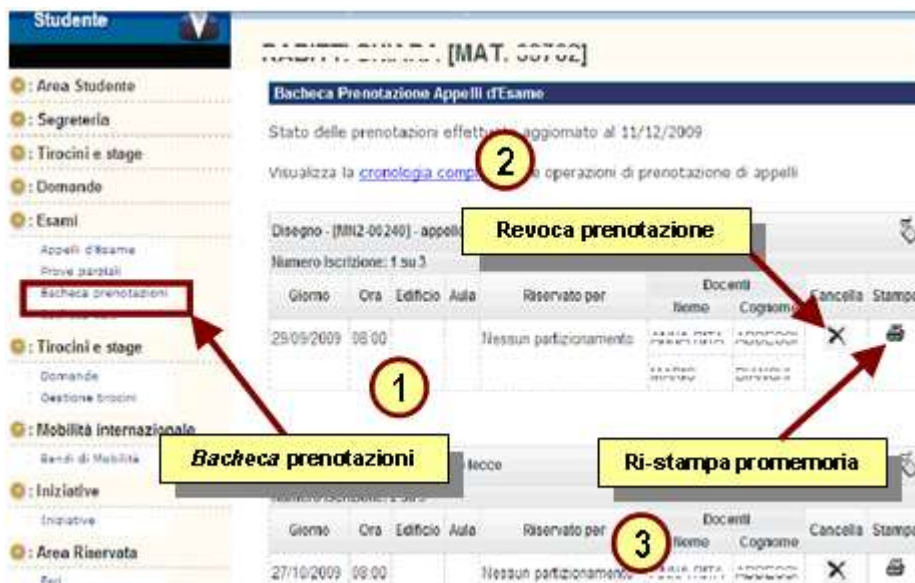 Studente
[MAT.
: Area Studente
: Segreteria
: Tirocini e stage
: Domande
: Esami
Appelli d'Esame
Prove parziali
Bacheca prenotazioni
: Tirocini e stage
Domande
Gestione tirocini
: Mobilità internazionale
Bandi di Mobilità
: Iniziative
Iniziative
: Area Riservata
Bacheca Prenotazione Appelli d'Esame
Stato delle prenotazioni aggiornato al 11/12/2009
2
Visualizza la cronologia operazioni di prenotazione di appelli
Disegno - [MN2-00240] -
Revoca prenotazione
Numero Iscrizione: 1 su 3
Giorno Ora Edificio Aula Riservato per Docenti Nome Cognome Cancella Stampa
29/09/2009 08:00 Nessun partizionamento
1
Bacheca prenotazioni
Ri-stampa promemoria
Giorno Ora Edificio Aula Riservato per Docenti Nome Cognome Cancella Stampa
3
27/10/2009 09:00 Nessun partizionamento